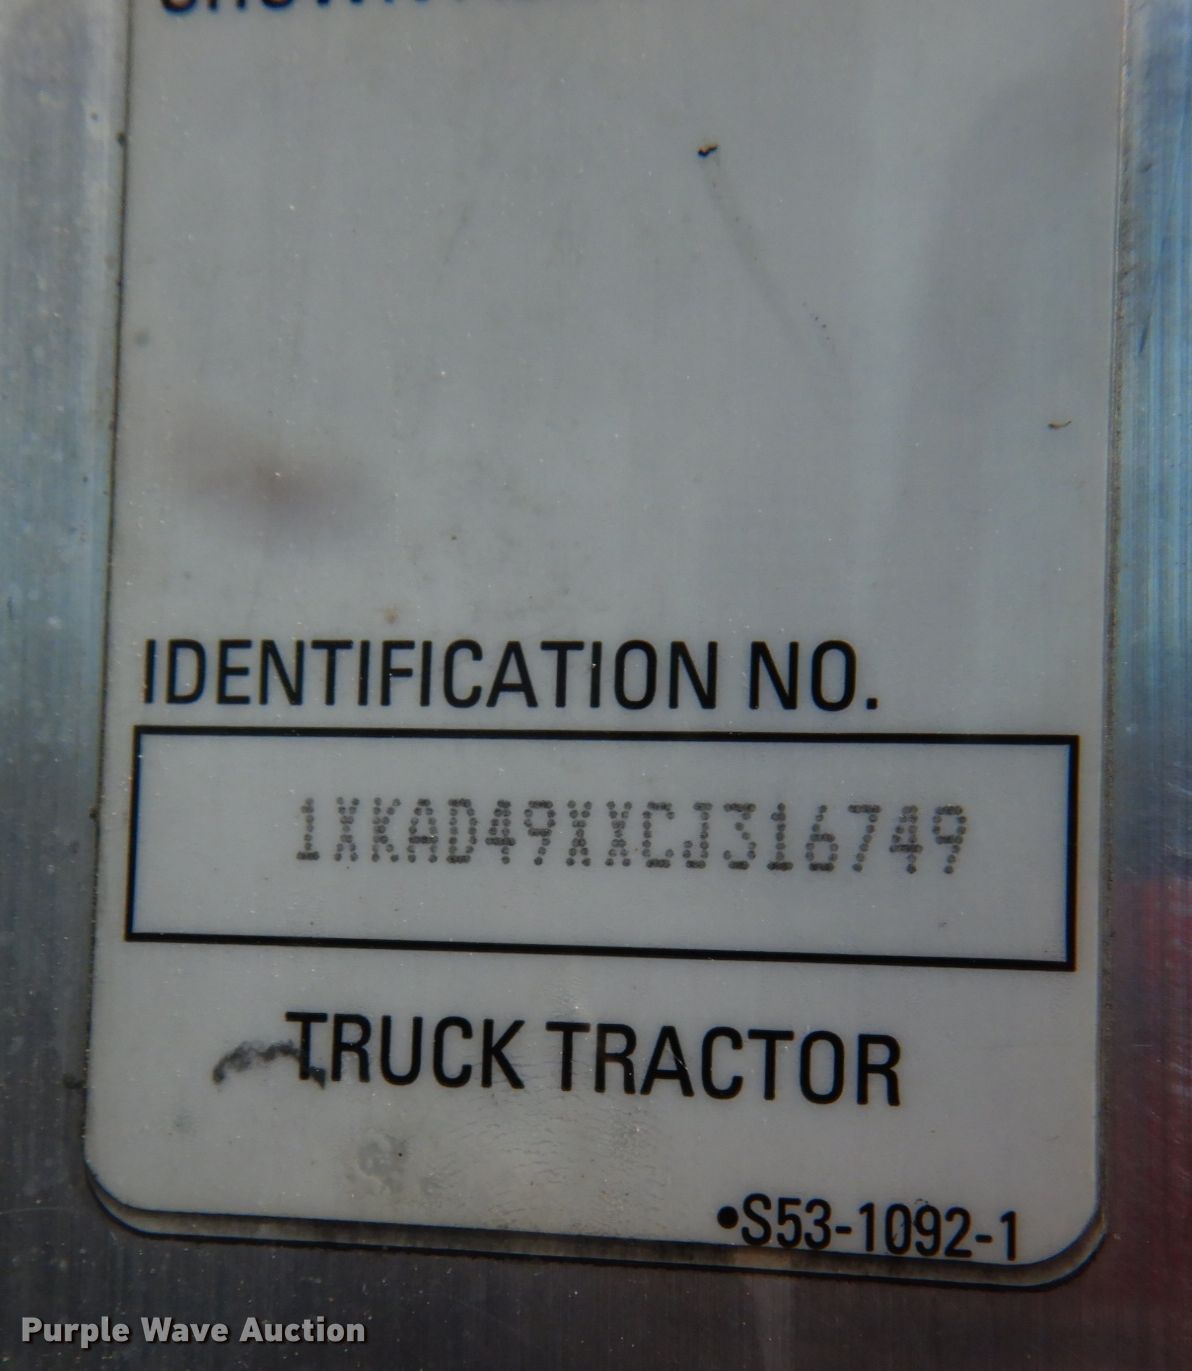 IDENTIFICATION NO.
1XKAD49XXCJ316749
TRUCK TRACTOR
•S53-1092-1
Purple Wave Auction